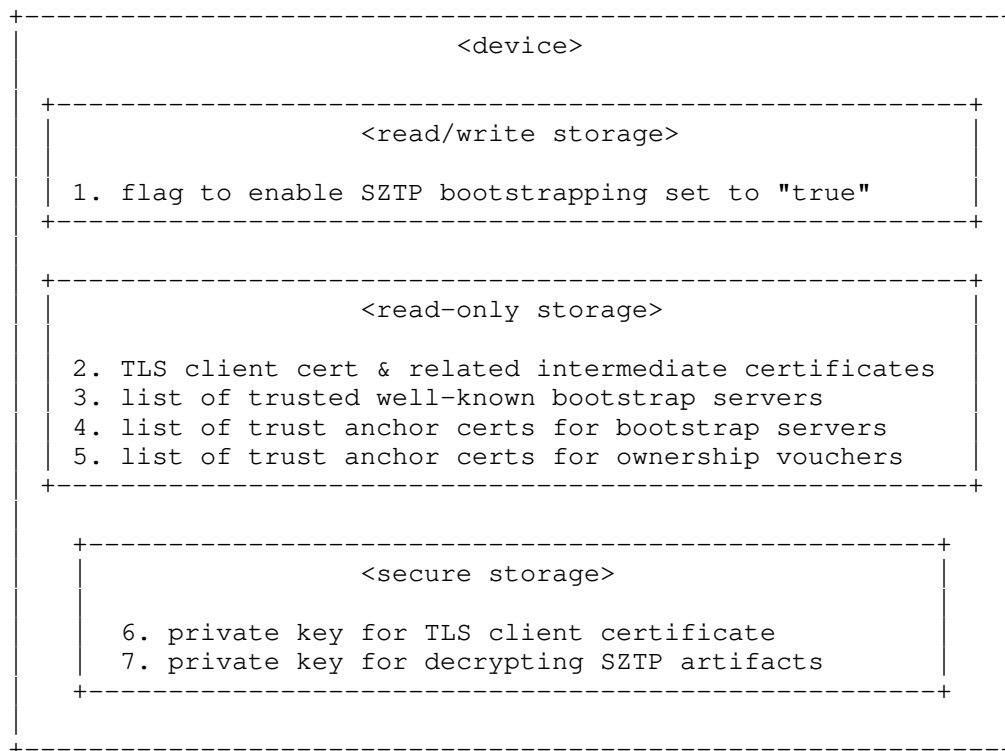 <device>
<read/write storage>
1. flag to enable SZTP bootstrapping set to "true"
<read-only storage>
2. TLS client cert & related intermediate certificates
3. list of trusted well-known bootstrap servers
4. list of trust anchor certs for bootstrap servers
5. list of trust anchor certs for ownership vouchers
<secure storage>
6. private key for TLS client certificate
7. private key for decrypting SZTP artifacts